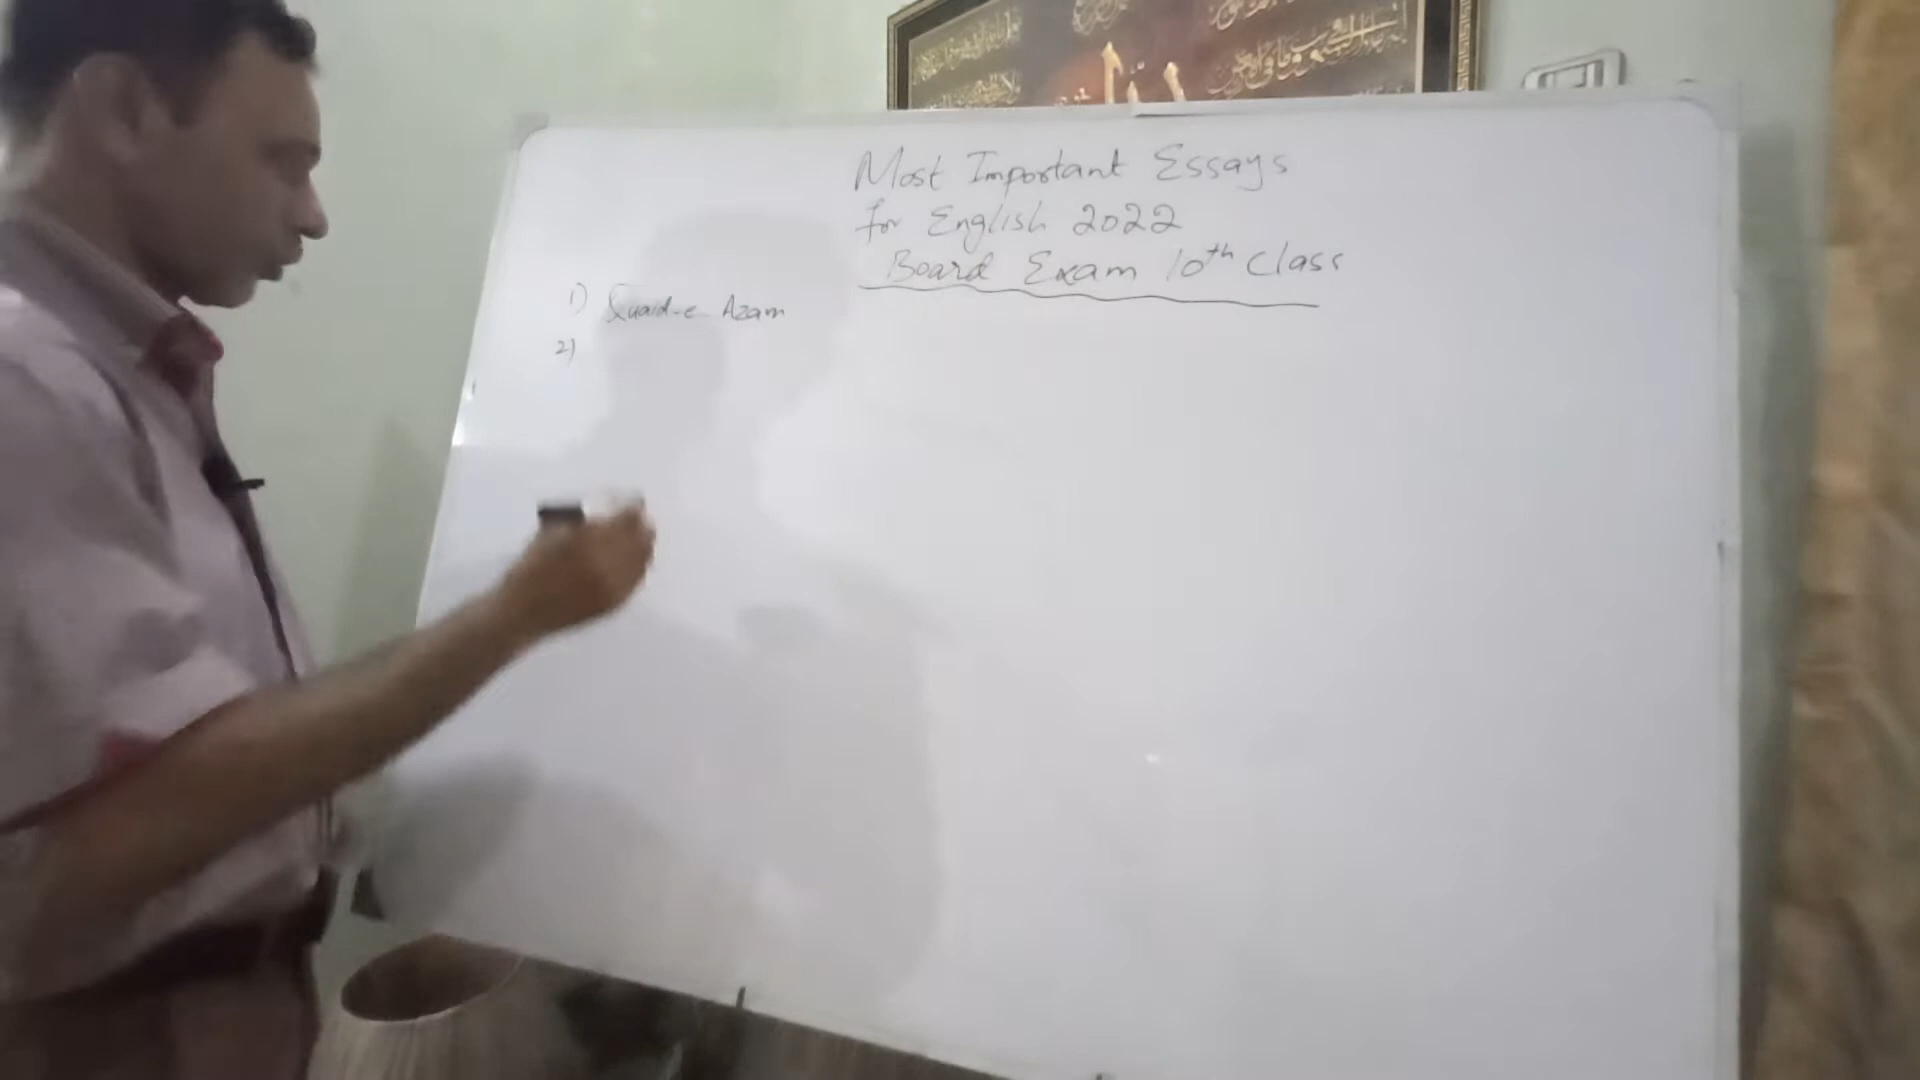 Most Important Essays
for English 2022
Board Exam 10th Class
1) Quaid-e Azam
2)